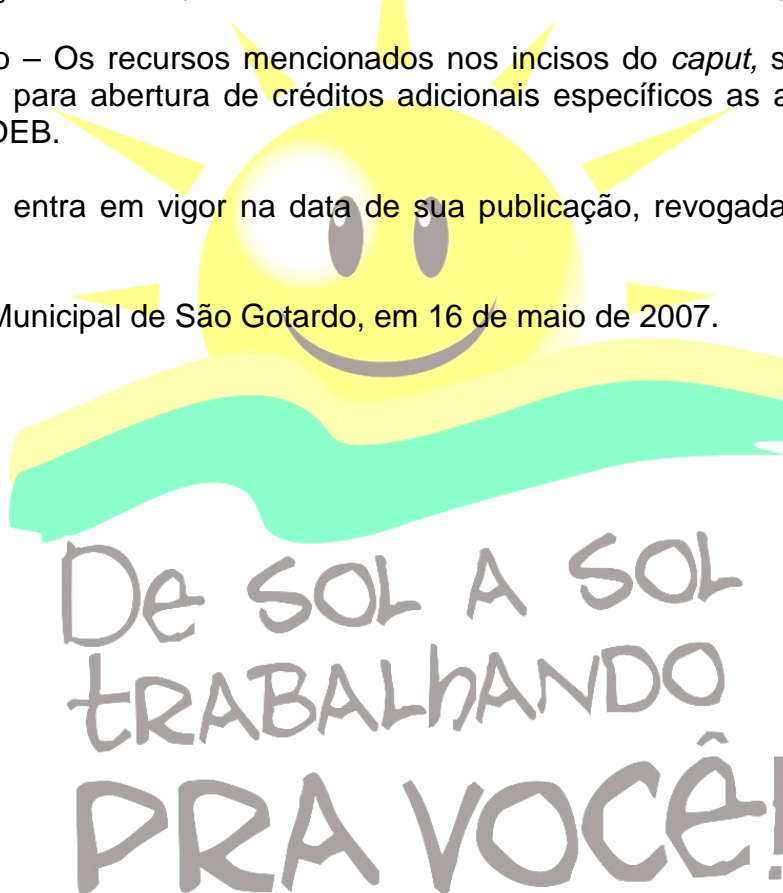 o – Os recursos mencionados nos incisos do caput, s
para abertura de créditos adicionais específicos as a
DEB.
entra em vigor na data de sua publicação, revogada
Municipal de São Gotardo, em 16 de maio de 2007.
De SOL A SOL
tRABALhANDO
PRA VOCê!